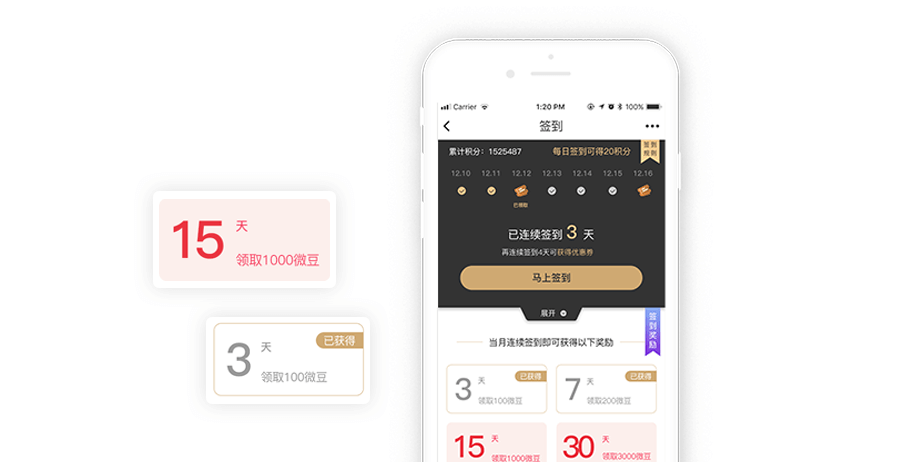 Carrier
1:20 PM
100%
签到
累计积分：1525487
每日签到可得20积分
签到
规则
12.10
12.11
12.12
12.13
12.14
12.15
12.16
已领取
已连续签到 3 天
再连续签到4天可获得优惠券
马上签到
展开
签到奖励
当月连续签到即可获得以下奖励
3 天
已获得
领取100微豆
7 天
已获得
领取200微豆
15 天
领取1000微豆
30 天
领取3000微豆
15 天
领取1000微豆
3 天
已获得
领取100微豆